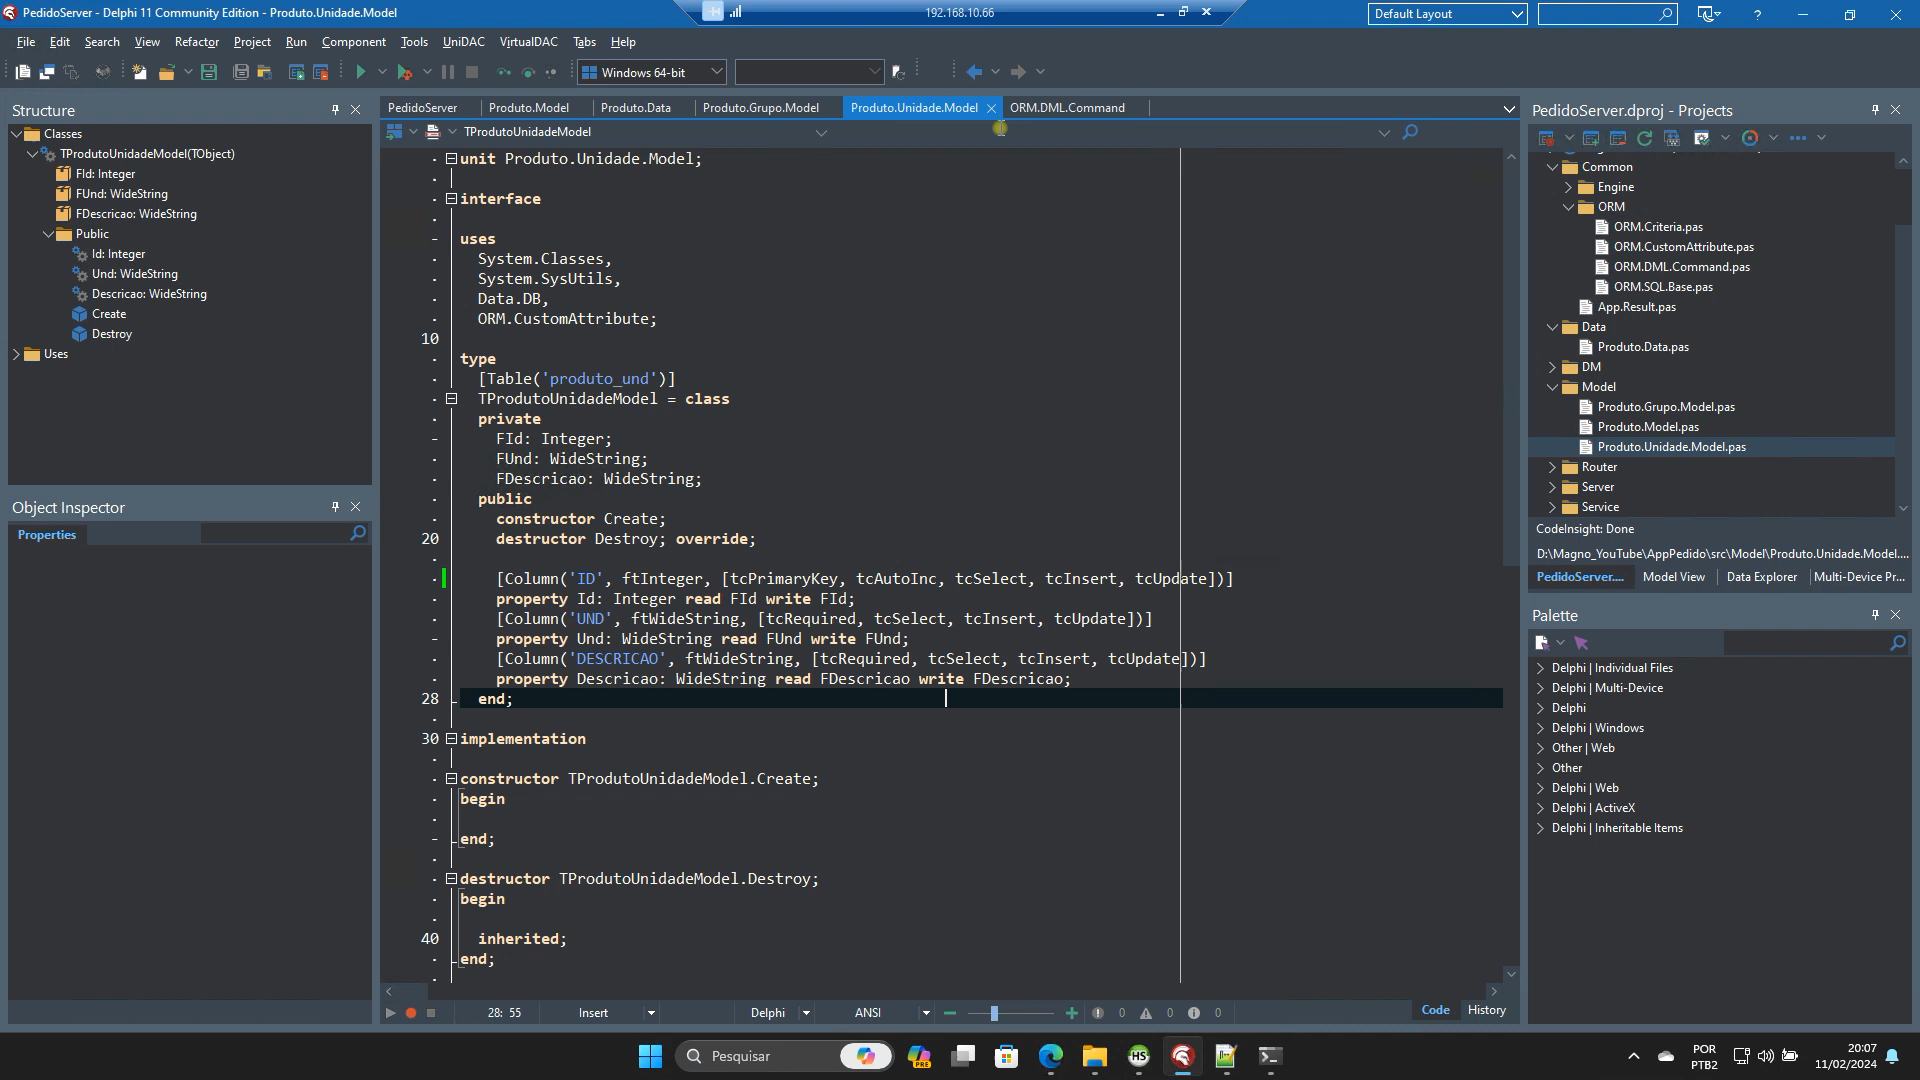 PedidoServer - Delphi 11 Community Edition - Produto.Unidade.Model
192.168.10.66
Default Layout
File Edit Search View Refactor Project Run Component Tools UniDAC VirtualDAC Tabs Help
Windows 64-bit
Structure
Classes
TProdutoUnidadeModel(TObject)
FId: Integer
FUnd: WideString
FDescricao: WideString
Public
Id: Integer
Und: WideString
Descricao: WideString
Create
Destroy
Uses
Object Inspector
Properties
PedidoServer Produto.Model Produto.Data Produto.Grupo.Model Produto.Unidade.Model ORM.DML.Command
TProdutoUnidadeModel
unit Produto.Unidade.Model;
interface
uses
System.Classes,
System.SysUtils,
Data.DB,
ORM.CustomAttribute;
10
type
[Table('produto_und')]
TProdutoUnidadeModel = class
private
FId: Integer;
FUnd: WideString;
FDescricao: WideString;
public
constructor Create;
20 destructor Destroy; override;
[Column('ID', ftInteger, [tcPrimaryKey, tcAutoInc, tcSelect, tcInsert, tcUpdate])]
property Id: Integer read FId write FId;
[Column('UND', ftWideString, [tcRequired, tcSelect, tcInsert, tcUpdate])]
property Und: WideString read FUnd write FUnd;
[Column('DESCRICAO', ftWideString, [tcRequired, tcSelect, tcInsert, tcUpdate])]
property Descricao: WideString read FDescricao write FDescricao;
28 end;
30 implementation
constructor TProdutoUnidadeModel.Create;
begin
end;
destructor TProdutoUnidadeModel.Destroy;
begin
40 inherited;
end;
28: 55 Insert Delphi ANSI 0 0 0 Code History
PedidoServer.dproj - Projects
Common
Engine
ORM
ORM.Criteria.pas
ORM.CustomAttribute.pas
ORM.DML.Command.pas
ORM.SQL.Base.pas
App.Result.pas
Data
Produto.Data.pas
DM
Model
Produto.Grupo.Model.pas
Produto.Model.pas
Produto.Unidade.Model.pas
Router
Server
Service
CodeInsight: Done
D:\Magno_YouTube\AppPedido\src\Model\Produto.Unidade.Model....
PedidoServer.... Model View Data Explorer Multi-Device Pr...
Palette
Delphi | Individual Files
Delphi | Multi-Device
Delphi
Delphi | Windows
Other | Web
Other
Delphi | Web
Delphi | ActiveX
Delphi | Inheritable Items
Pesquisar
PRE
HS
POR
PTB2
20:07
11/02/2024